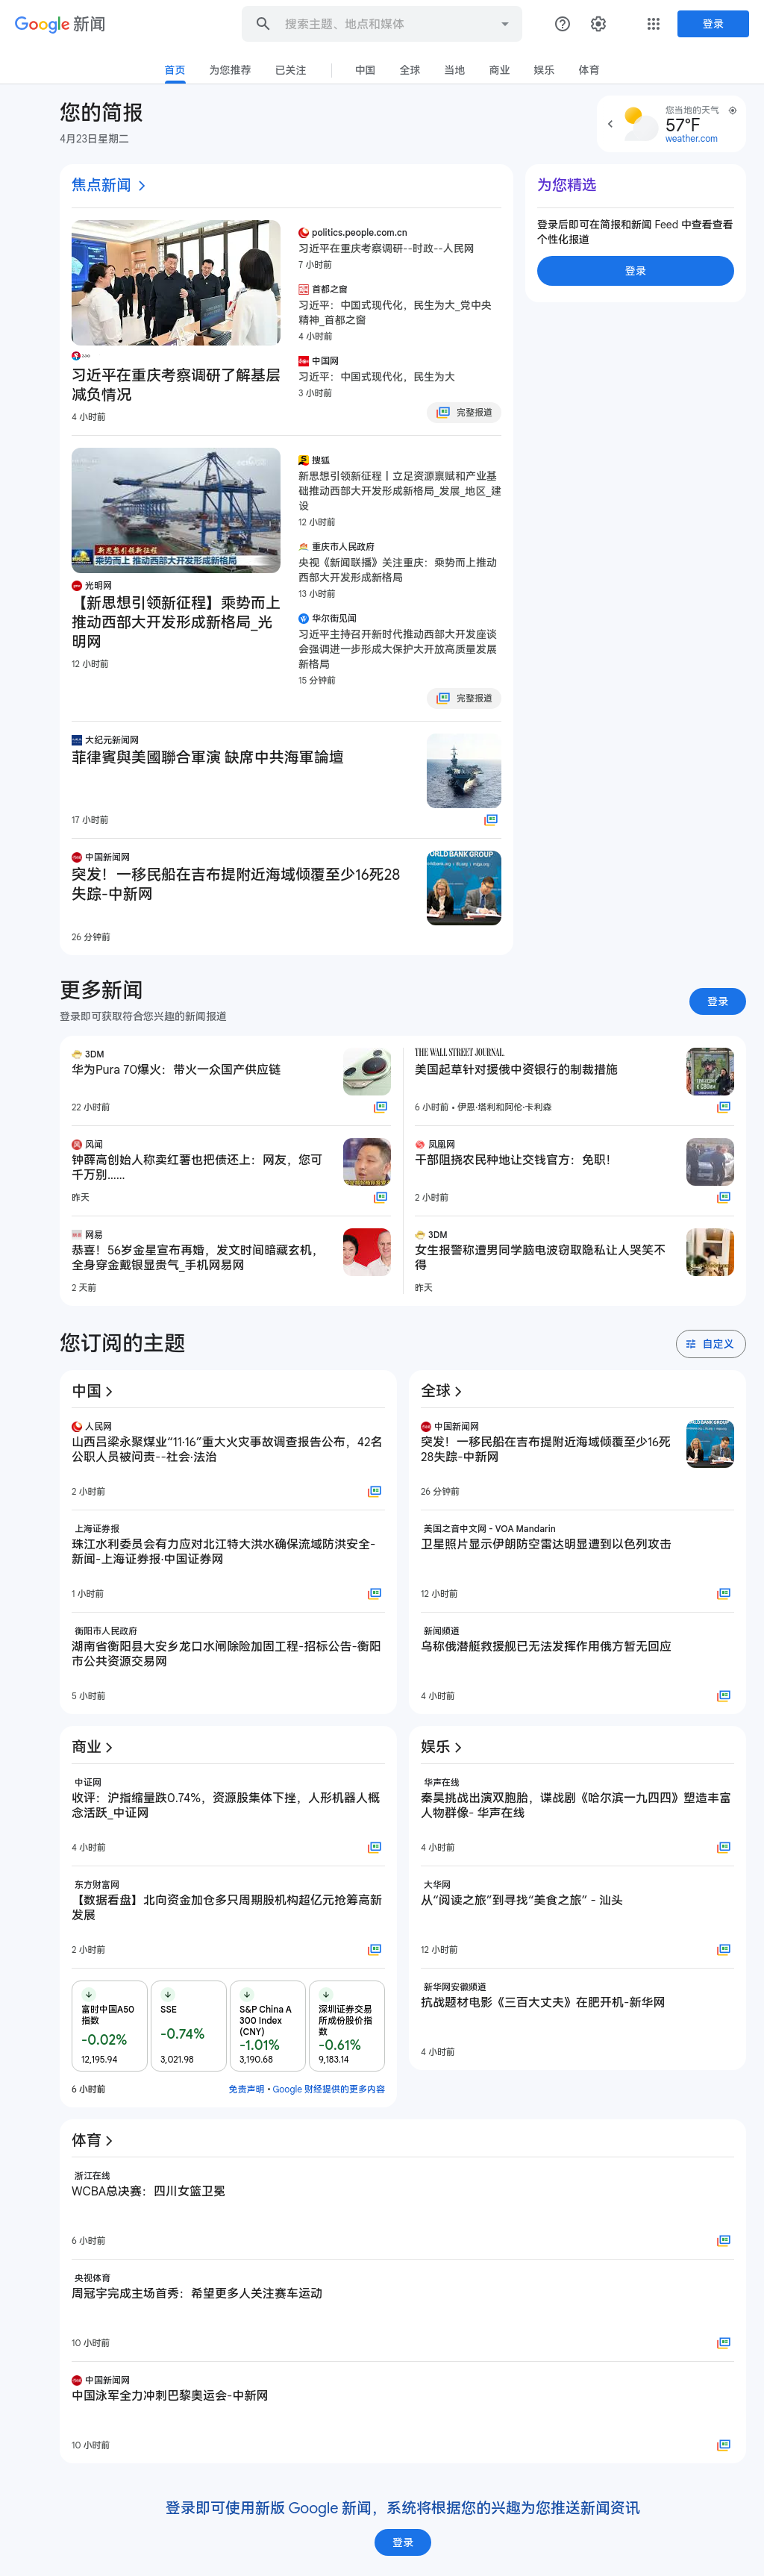 Google 新闻
搜索主题、地点和媒体
登录
首页
为您推荐
已关注
中国
全球
当地
商业
娱乐
体育
您的简报
4月23日星期二
您当地的天气
57°F
weather.com
焦点新闻
习近平在重庆考察调研了解基层
减负情况
4 小时前
politics.people.com.cn
习近平在重庆考察调研--时政--人民网
7 小时前
首都之窗
习近平：中国式现代化，民生为大_党中央
精神_首都之窗
4 小时前
中国网
习近平：中国式现代化，民生为大
3 小时前
完整报道
新思想引领新征程
乘势而上 推动西部大开发形成新格局
光明网
【新思想引领新征程】乘势而上
推动西部大开发形成新格局_光
明网
12 小时前
搜狐
新思想引领新征程丨立足资源禀赋和产业基
础推动西部大开发形成新格局_发展_地区_建
设
12 小时前
重庆市人民政府
央视《新闻联播》关注重庆：乘势而上推动
西部大开发形成新格局
13 小时前
华尔街见闻
习近平主持召开新时代推动西部大开发座谈
会强调进一步形成大保护大开放高质量发展
新格局
15 分钟前
完整报道
大纪元新闻网
菲律賓與美國聯合軍演 缺席中共海軍論壇
17 小时前
中国新闻网
突发！一移民船在吉布提附近海域倾覆至少16死28
失踪-中新网
26 分钟前
WORLD BANK GROUP
为您精选
登录后即可在简报和新闻 Feed 中查看查看
个性化报道
登录
更多新闻
登录即可获取符合您兴趣的新闻报道
登录
3DM
华为Pura 70爆火：带火一众国产供应链
22 小时前
THE WALL STREET JOURNAL.
美国起草针对援俄中资银行的制裁措施
6 小时前 • 伊恩·塔利和阿伦·卡利森
风闻
钟薛高创始人称卖红薯也把债还上：网友，您可
千万别……
昨天
凤凰网
干部阻挠农民种地让交钱官方：免职！
2 小时前
网易
恭喜！56岁金星宣布再婚，发文时间暗藏玄机，
全身穿金戴银显贵气_手机网易网
2 天前
3DM
女生报警称遭男同学脑电波窃取隐私让人哭笑不
得
昨天
您订阅的主题
自定义
中国
人民网
山西吕梁永聚煤业“11·16”重大火灾事故调查报告公布，42名
公职人员被问责--社会·法治
2 小时前
上海证券报
珠江水利委员会有力应对北江特大洪水确保流域防洪安全-
新闻-上海证券报·中国证券网
1 小时前
衡阳市人民政府
湖南省衡阳县大安乡龙口水闸除险加固工程-招标公告-衡阳
市公共资源交易网
5 小时前
全球
中国新闻网
突发！一移民船在吉布提附近海域倾覆至少16死
28失踪-中新网
26 分钟前
美国之音中文网 - VOA Mandarin
卫星照片显示伊朗防空雷达明显遭到以色列攻击
12 小时前
新闻频道
乌称俄潜艇救援舰已无法发挥作用俄方暂无回应
4 小时前
商业
中证网
收评：沪指缩量跌0.74%，资源股集体下挫，人形机器人概
念活跃_中证网
4 小时前
东方财富网
【数据看盘】北向资金加仓多只周期股机构超亿元抢筹高新
发展
2 小时前
富时中国A50
指数
-0.02%
12,195.94
SSE
-0.74%
3,021.98
S&P China A
300 Index
(CNY)
-1.01%
3,190.68
深圳证券交易
所成份股价指
数
-0.61%
9,183.14
6 小时前
免责声明 • Google 财经提供的更多内容
娱乐
华声在线
秦昊挑战出演双胞胎，谍战剧《哈尔滨一九四四》塑造丰富
人物群像- 华声在线
4 小时前
大华网
从“阅读之旅”到寻找“美食之旅” - 汕头
12 小时前
新华网安徽频道
抗战题材电影《三百大丈夫》在肥开机-新华网
4 小时前
体育
浙江在线
WCBA总决赛：四川女篮卫冕
6 小时前
央视体育
周冠宇完成主场首秀：希望更多人关注赛车运动
10 小时前
中国新闻网
中国泳军全力冲刺巴黎奥运会-中新网
10 小时前
登录即可使用新版 Google 新闻，系统将根据您的兴趣为您推送新闻资讯
登录